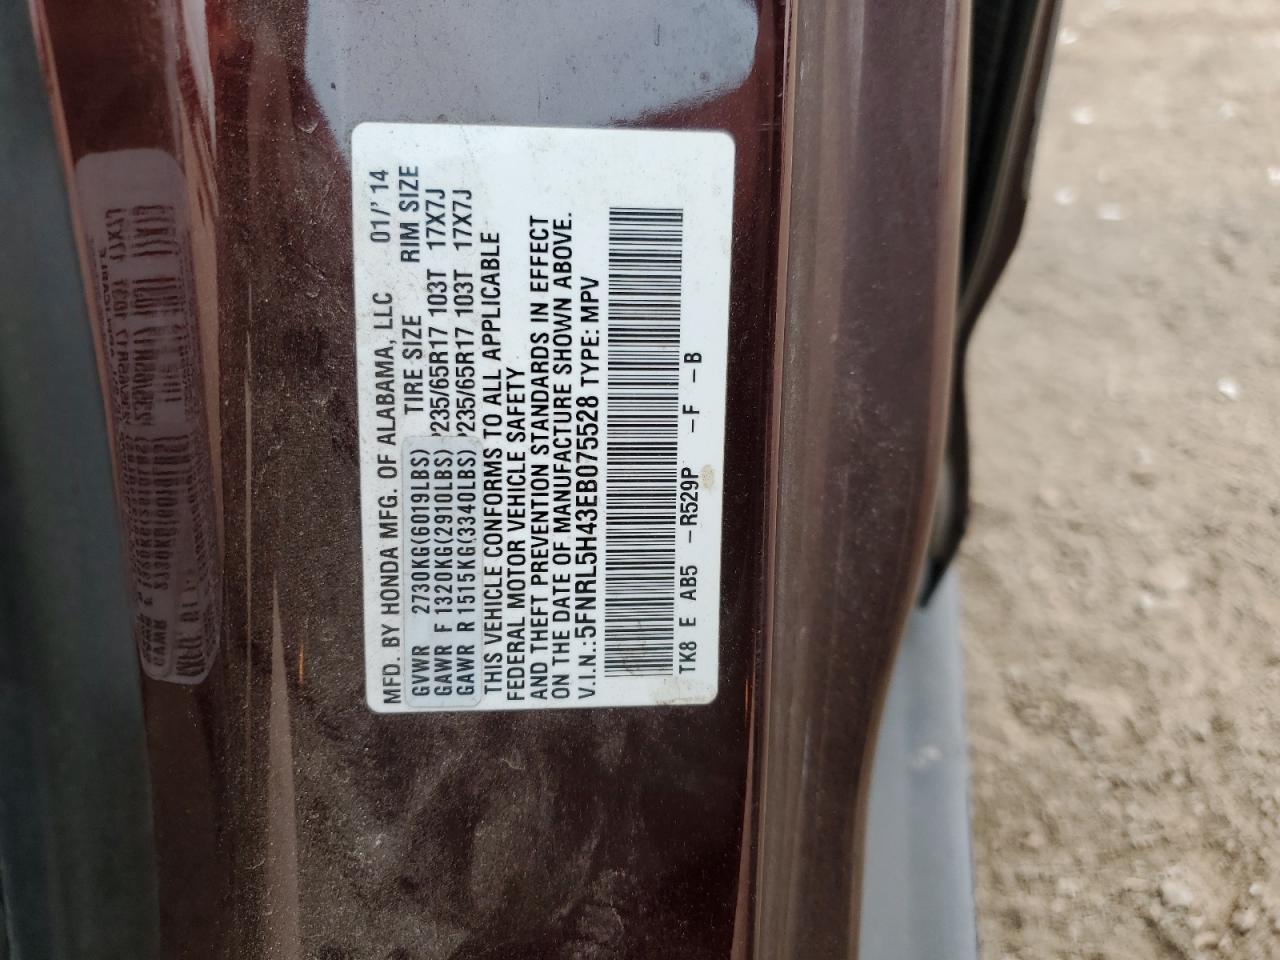 MFD. BY HONDA MFG. OF ALABAMA, LLC 01/'14
TIRE SIZE RIM SIZE
GVWR 2730KG(6019LBS)
GAWR F 1320KG(2910LBS) P235/65R17 103T 17X7J
GAWR R 1515KG(3340LBS) P235/65R17 103T 17X7J
THIS VEHICLE CONFORMS TO ALL APPLICABLE
FEDERAL MOTOR VEHICLE SAFETY
AND THEFT PREVENTION STANDARDS IN EFFECT
ON THE DATE OF MANUFACTURE SHOWN ABOVE.
V.I.N.:5FNRL5H43EB075528 TYPE: MPV
TK8 E AB5 -R529P -F -B